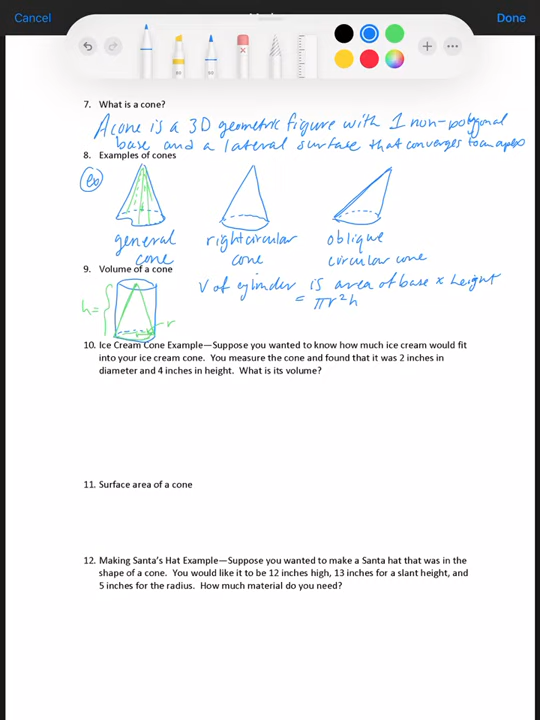 Cancel
Done
7. What is a cone?
A cone is a 3D geometric figure with 1 non-polygonal
base and a lateral surface that converges to an apex
8. Examples of cones
ex
general
cone
right circular
cone
oblique
circular cone
9. Volume of a cone
V of cylinder is area of base × height
= πr²h
h=
r
10. Ice Cream Cone Example—Suppose you wanted to know how much ice cream would fit
into your ice cream cone. You measure the cone and found that it was 2 inches in
diameter and 4 inches in height. What is its volume?
11. Surface area of a cone
12. Making Santa's Hat Example—Suppose you wanted to make a Santa hat that was in the
shape of a cone. You would like it to be 12 inches high, 13 inches for a slant height, and
5 inches for the radius. How much material do you need?